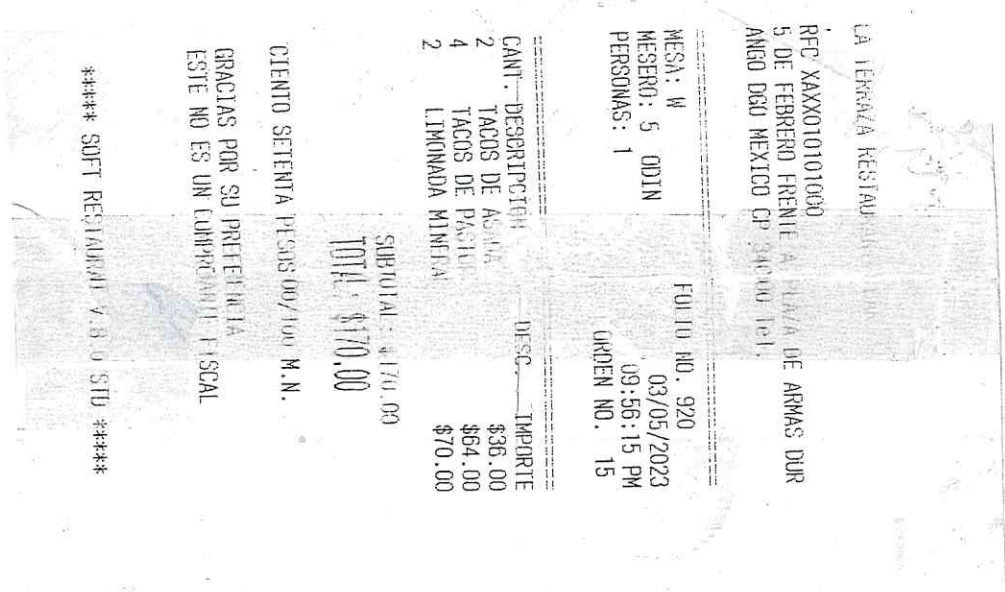 LA TERRAZA RESTAU
RFC XAXX010101000
5 DE FEBRERO FRENTE A PLAZA DE ARMAS DUR
ANGO DGO MEXICO CP 34000 Tel.
FOLIO NO. 920
MESA: W 03/05/2023
MESERO: 5 ODIN 09:56:15 PM
PERSONAS: 1 ORDEN NO. 15
CANT. DESCRIPCION DESC. IMPORTE
2 TACOS DE ASADA $36.00
4 TACOS DE PASTOR $64.00
2 LIMONADA MINERAL $70.00
SUBTOTAL: $170.00
TOTAL: $170.00
CIENTO SETENTA PESOS 00/100 M.N.
GRACIAS POR SU PREFERENCIA
ESTE NO ES UN COMPROBANTE FISCAL
***** SOFT RESTAURANT V.8.0 STD *****